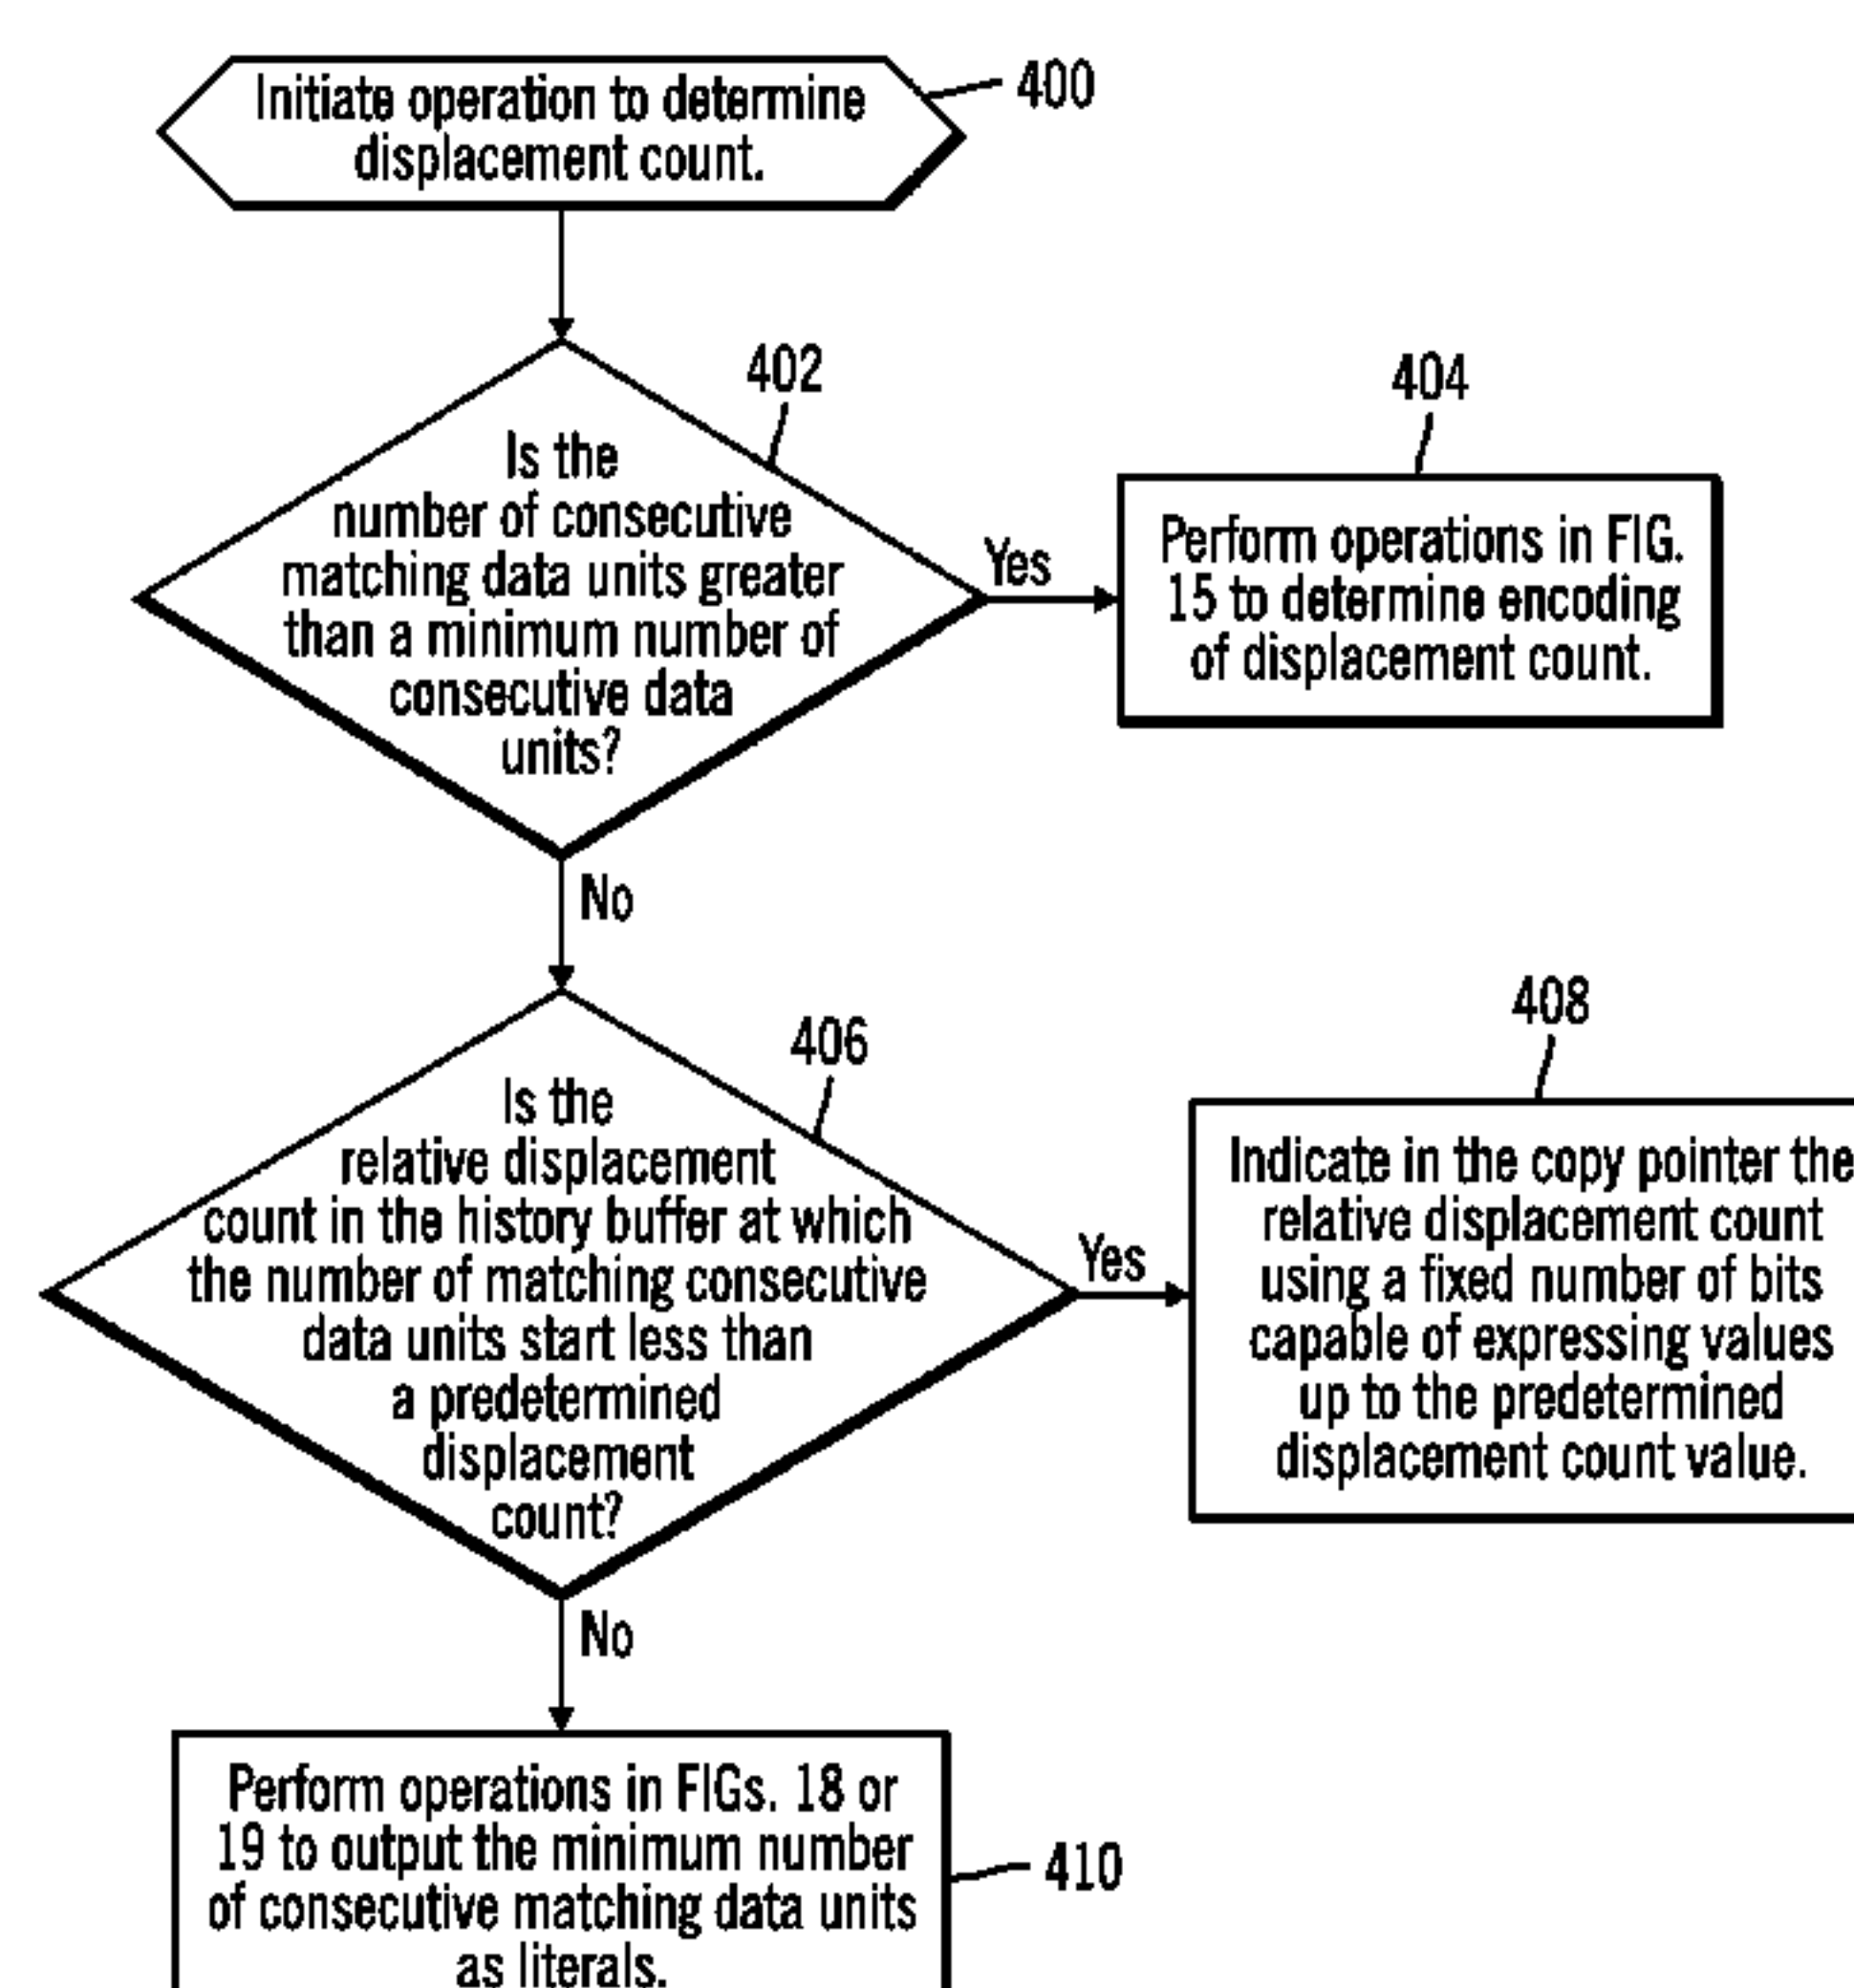 Initiate operation to determine
displacement count.
400
402
Is the
number of consecutive
matching data units greater
than a minimum number of
consecutive data
units?
Yes
404
Perform operations in FIG.
15 to determine encoding
of displacement count.
No
406
Is the
relative displacement
count in the history buffer at which
the number of matching consecutive
data units start less than
a predetermined
displacement
count?
Yes
408
Indicate in the copy pointer the
relative displacement count
using a fixed number of bits
capable of expressing values
up to the predetermined
displacement count value.
No
Perform operations in FIGs. 18 or
19 to output the minimum number
of consecutive matching data units
as literals.
410